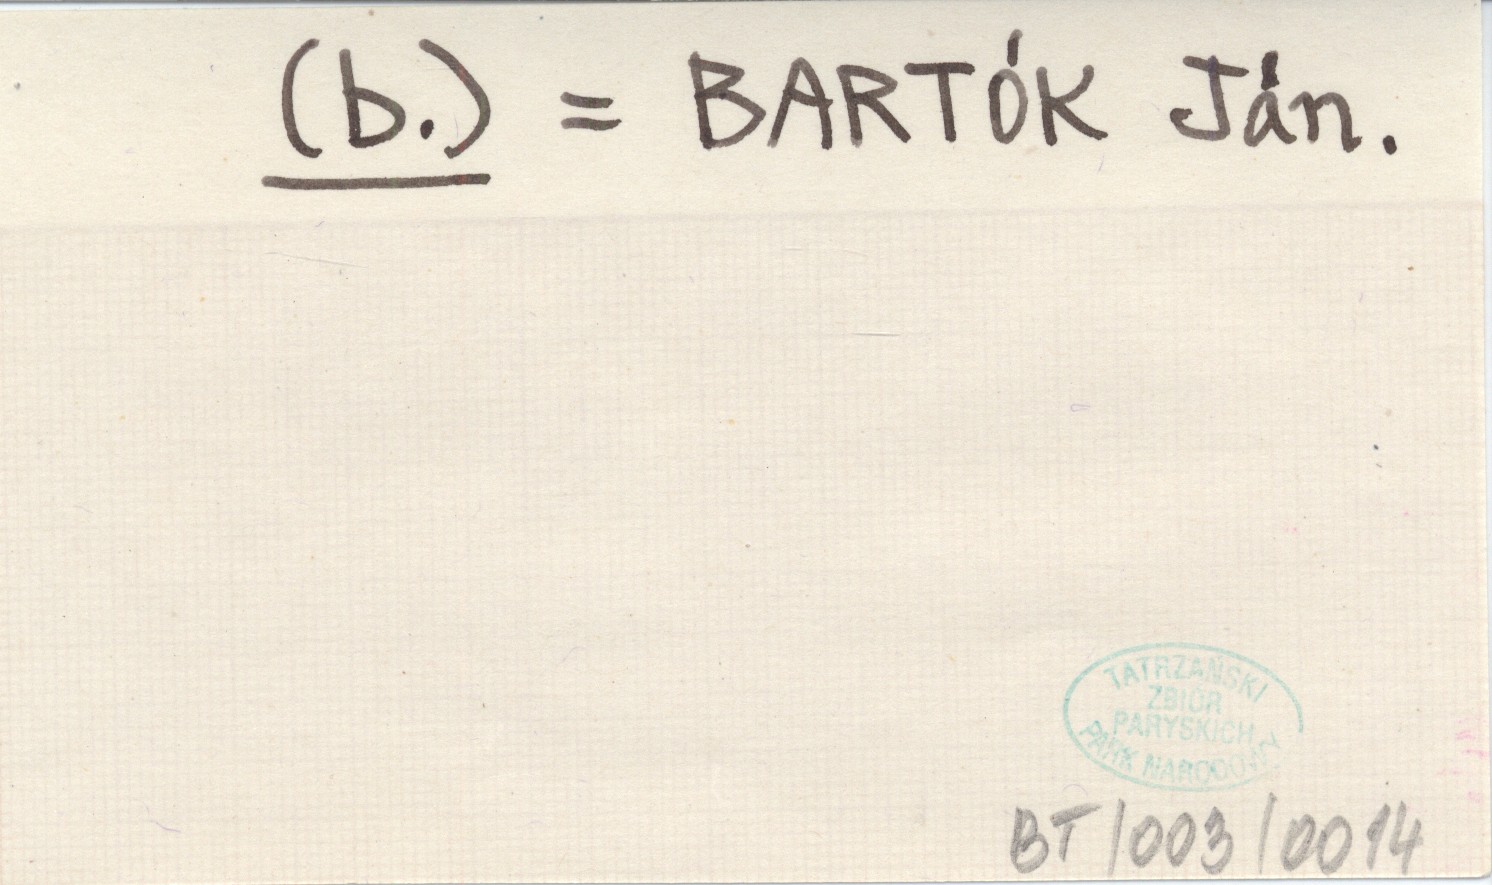 (b.) = BARTÓK Ján.
TATRZAŃSKI
ZBIÓR
PARYSKICH
PARK NARODOWY
BT/003/0014